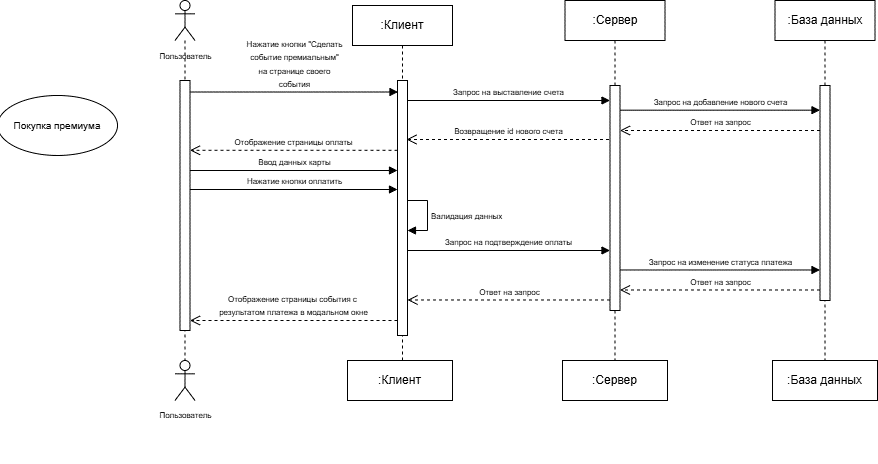 :Клиент
:Сервер
:База данных
Пользователь
Нажатие кнопки "Сделать
событие премиальным"
на странице своего
события
Запрос на выставление счета
Запрос на добавление нового счета
Покупка премиума
Ответ на запрос
Возвращение id нового счета
Отображение страницы оплаты
Ввод данных карты
Нажатие кнопки оплатить
Валидация данных
Запрос на подтверждение оплаты
Запрос на изменение статуса платежа
Ответ на запрос
Ответ на запрос
Отображение страницы события с
результатом платежа в модальном окне
:Клиент
:Сервер
:База данных
Пользователь